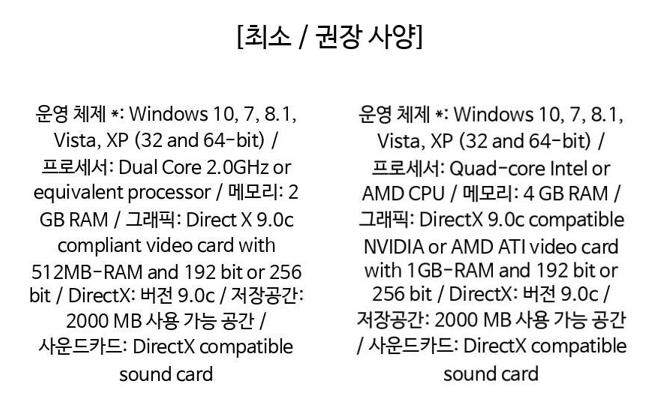 [최소 / 권장 사양]
운영 체제 *: Windows 10, 7, 8.1,
Vista, XP (32 and 64-bit) /
프로세서: Dual Core 2.0GHz or
equivalent processor / 메모리: 2
GB RAM / 그래픽: Direct X 9.0c
compliant video card with
512MB-RAM and 192 bit or 256
bit / DirectX: 버전 9.0c / 저장공간:
2000 MB 사용 가능 공간 /
사운드카드: DirectX compatible
sound card
운영 체제 *: Windows 10, 7, 8.1,
Vista, XP (32 and 64-bit) /
프로세서: Quad-core Intel or
AMD CPU / 메모리: 4 GB RAM /
그래픽: DirectX 9.0c compatible
NVIDIA or AMD ATI video card
with 1GB-RAM and 192 bit or
256 bit / DirectX: 버전 9.0c /
저장공간: 2000 MB 사용 가능 공간
/ 사운드카드: DirectX compatible
sound card